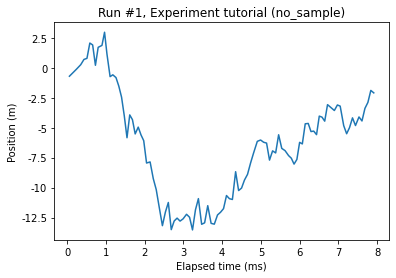 Run #1, Experiment tutorial (no_sample)
Position (m)
2.5
0
-2.5
-5
-7.5
-10
-12.5
0 1 2 3 4 5 6 7 8
Elapsed time (ms)